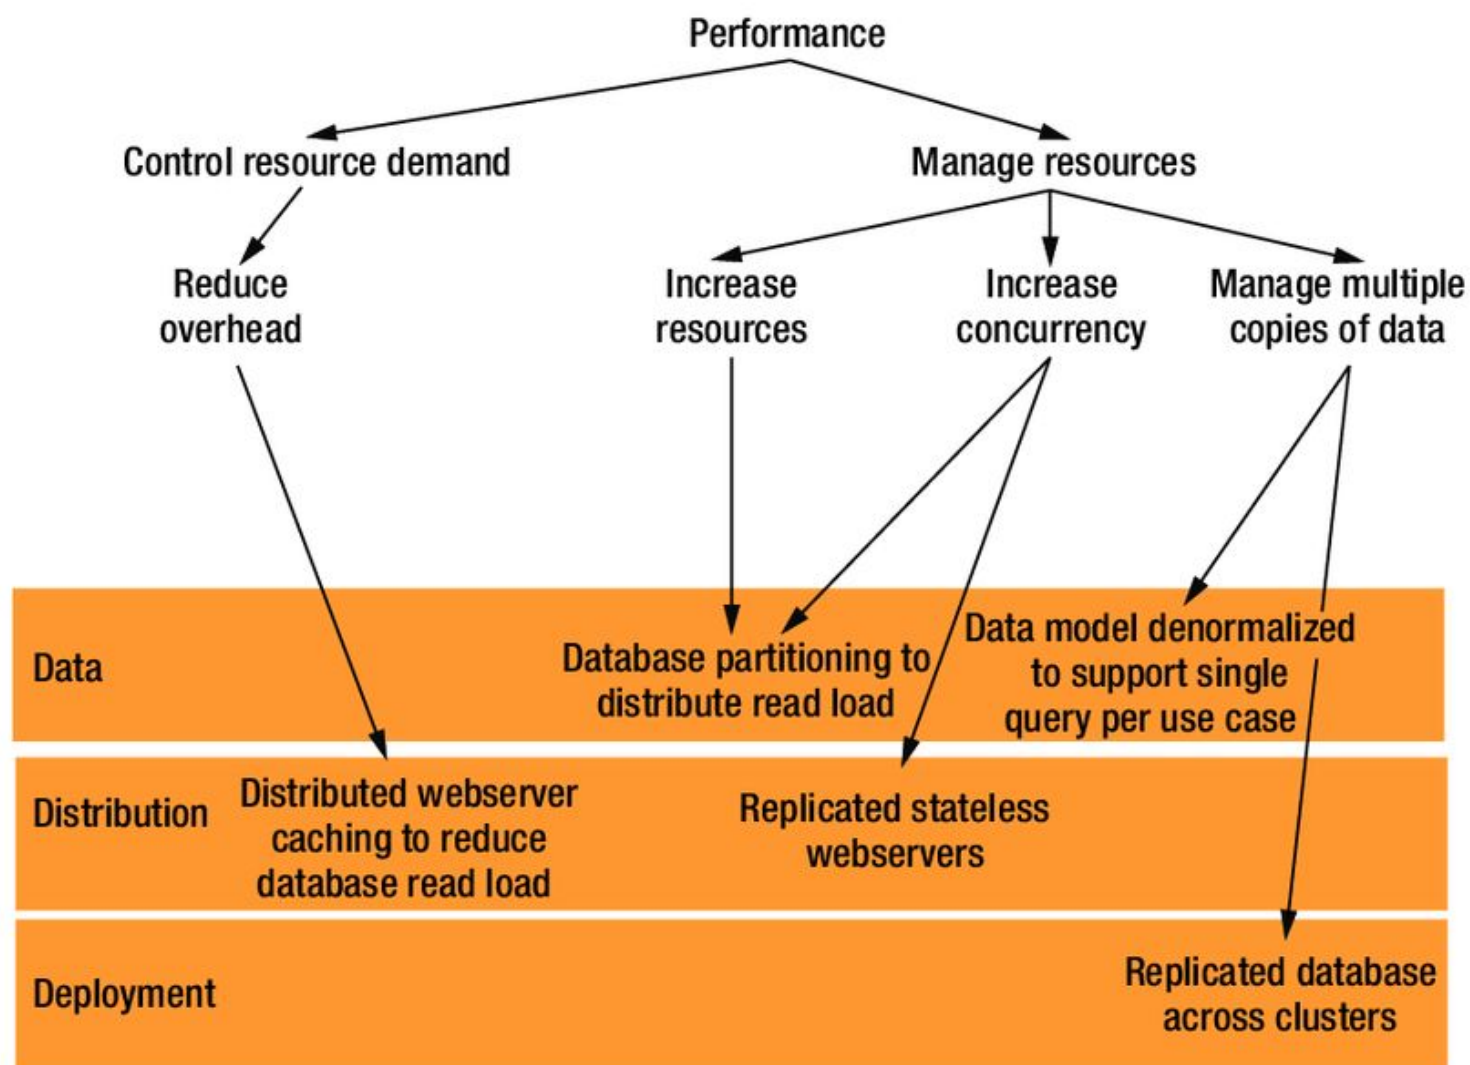 Performance
Control resource demand
Manage resources
Reduce
overhead
Increase
resources
Increase
concurrency
Manage multiple
copies of data
Data
Database partitioning to
distribute read load
Data model denormalized
to support single
query per use case
Distribution
Distributed webserver
caching to reduce
database read load
Replicated stateless
webservers
Deployment
Replicated database
across clusters